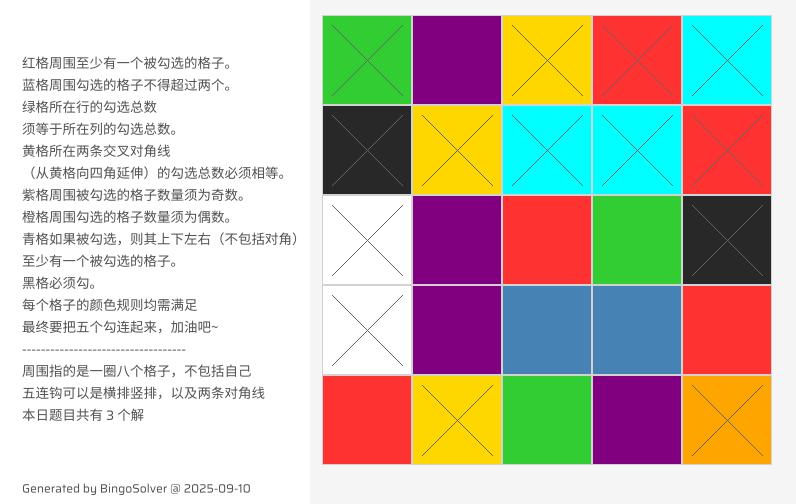 红格周围至少有一个被勾选的格子。
蓝格周围勾选的格子不得超过两个。
绿格所在行的勾选总数
须等于所在列的勾选总数。
黄格所在两条交叉对角线
（从黄格向四角延伸）的勾选总数必须相等。
紫格周围被勾选的格子数量须为奇数。
橙格周围勾选的格子数量须为偶数。
青格如果被勾选，则其上下左右（不包括对角）
至少有一个被勾选的格子。
黑格必须勾。
每个格子的颜色规则均需满足
最终要把五个勾连起来，加油吧~
----------------------------------
周围指的是一圈八个格子，不包括自己
五连钩可以是横排竖排，以及两条对角线
本日题目共有 3 个解
Generated by BingoSolver @ 2025-09-10